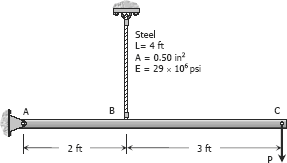 Steel
L= 4 ft
A = 0.50 in²
E = 29 × 10⁶ psi
A
B
C
2 ft
3 ft
P